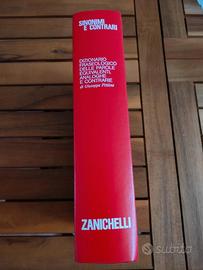 SINONIMI
E CONTRARI
DIZIONARIO
FRASEOLOGICO
DELLE PAROLE
EQUIVALENTI,
ANALOGHE
E CONTRARIE
di Giuseppe Pittàno
ZANICHELLI
subito